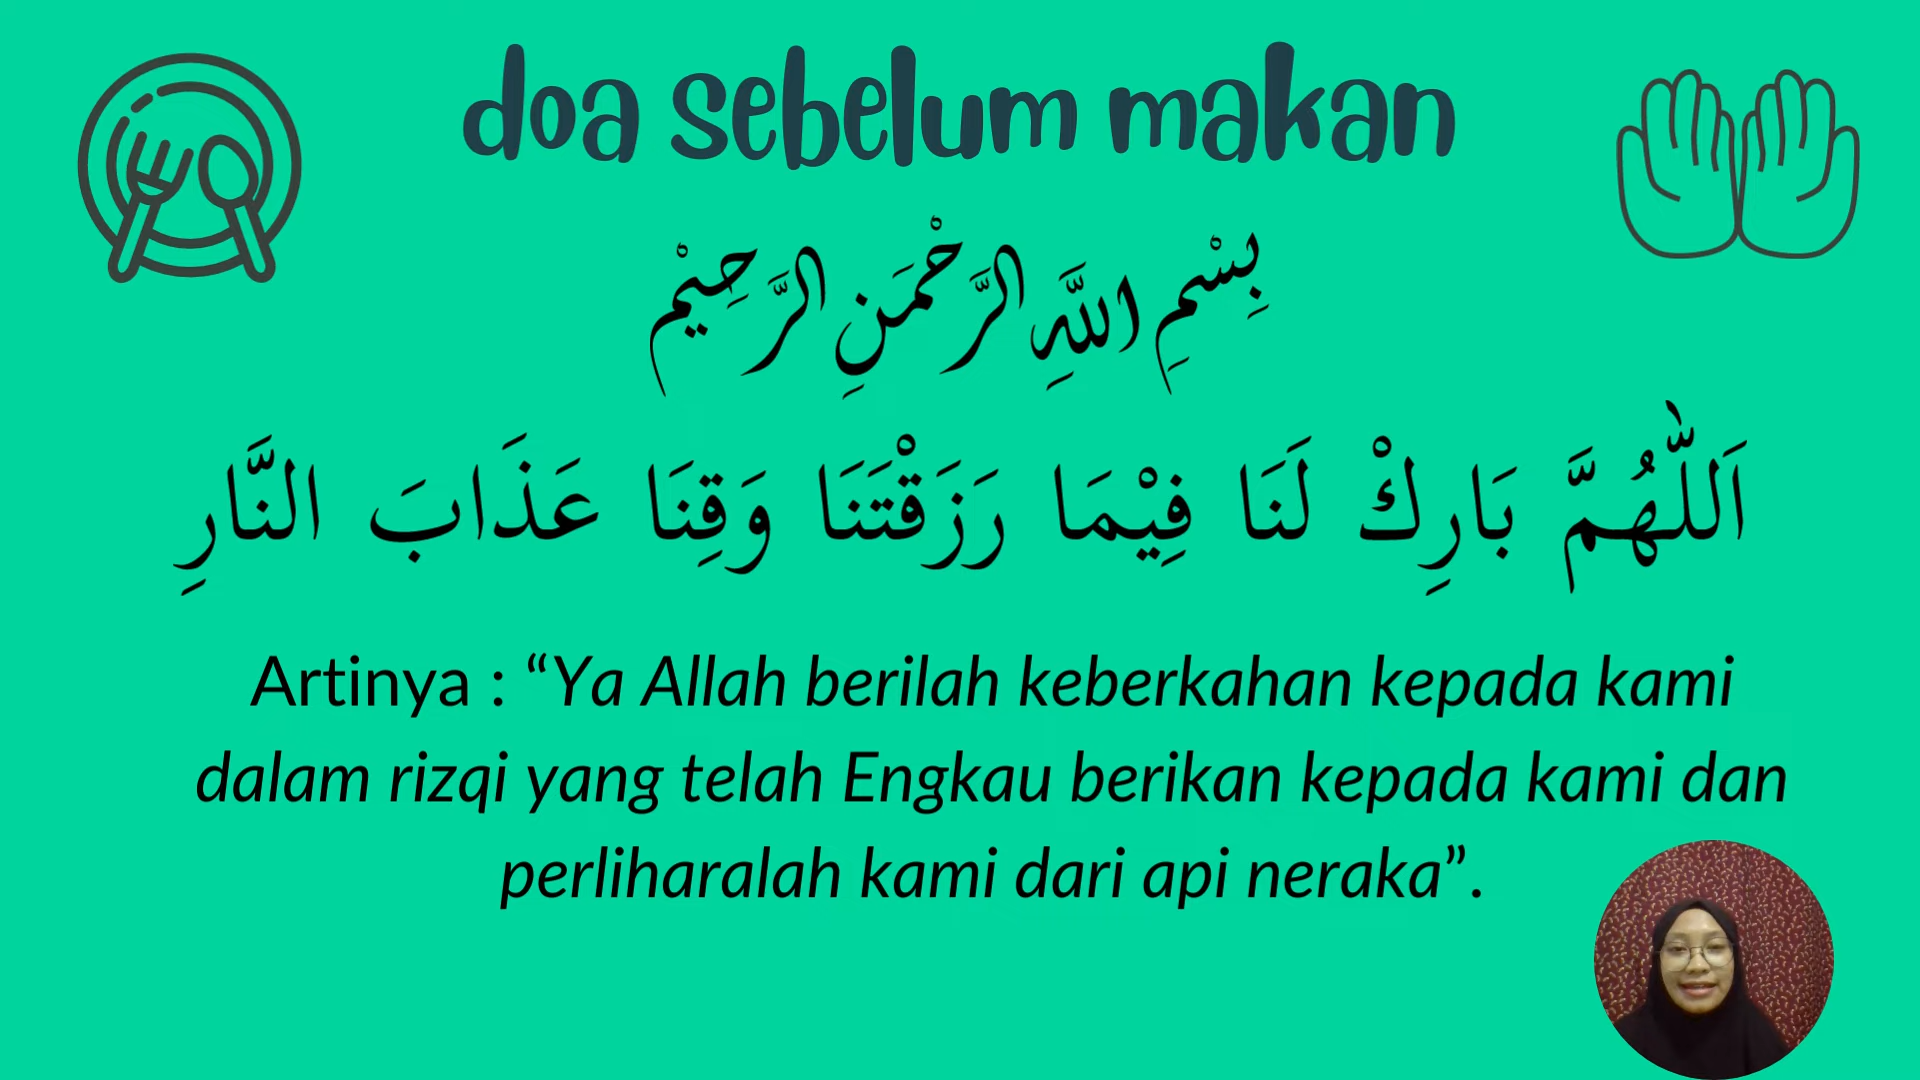 doa sebelum makan
بِسْمِ اللَّهِ الرَّحْمَنِ الرَّحِيْمِ
اَللّٰهُمَّ بَارِكْ لَنَا فِيْمَا رَزَقْتَنَا وَقِنَا عَذَابَ النَّارِ
Artinya : “Ya Allah berilah keberkahan kepada kami
dalam rizqi yang telah Engkau berikan kepada kami dan
perliharalah kami dari api neraka”.